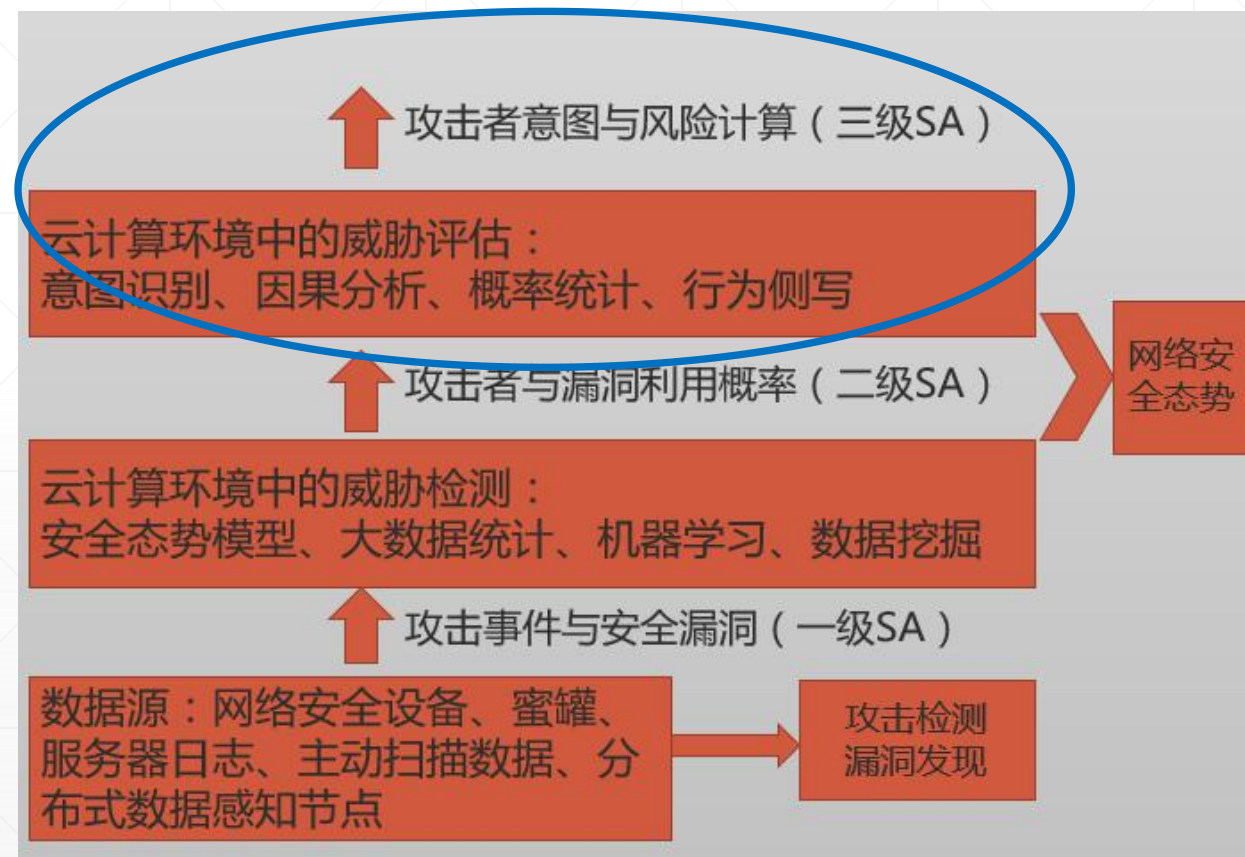 攻击者意图与风险计算（三级SA）
云计算环境中的威胁评估：
意图识别、因果分析、概率统计、行为侧写
攻击者与漏洞利用概率（二级SA）
网络安
全态势
云计算环境中的威胁检测：
安全态势模型、大数据统计、机器学习、数据挖掘
攻击事件与安全漏洞（一级SA）
数据源：网络安全设备、蜜罐、
服务器日志、主动扫描数据、分
布式数据感知节点
攻击检测
漏洞发现